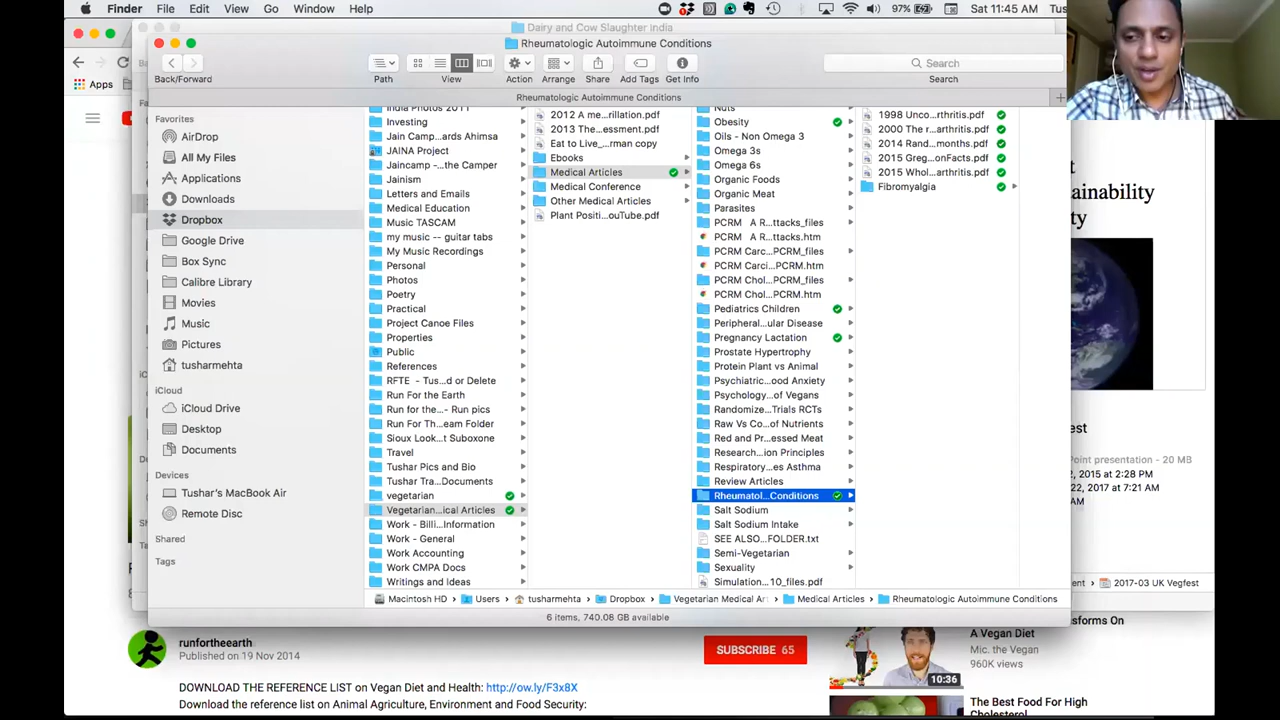 Finder File Edit View Go Window Help 97% Sat 11:45 AM Tus
Dairy and Cow Slaughter India
Rheumatologic Autoimmune Conditions
Search
Back/Forward Path View Action Arrange Share Add Tags Get Info Search
Apps
Rheumatologic Autoimmune Conditions
Favorites
AirDrop
All My Files
Applications
Downloads
Dropbox
Google Drive
Box Sync
Calibre Library
Movies
Music
Pictures
tusharmehta
iCloud
iCloud Drive
Desktop
Documents
Devices
Tushar's MacBook Air
Remote Disc
Shared
Tags
India Photos 2011
Investing
Jain Camp...ards Ahimsa
JAINA Project
Jaincamp -...the Camper
Jainism
Letters and Emails
Medical Education
Music TASCAM
my music -- guitar tabs
My Music Recordings
Personal
Photos
Poetry
Practical
Project Canoe Files
Properties
Public
References
RFTE - Tus...d or Delete
Run For the Earth
Run for the...- Run pics
Run For Th...eam Folder
Sioux Look...t Suboxone
Travel
Tushar Pics and Bio
Tushar Tra...Documents
vegetarian
Vegetarian...ical Articles
Work - Billi...Information
Work - General
Work Accounting
Work CMPA Docs
Writings and Ideas
2012 A me...rillation.pdf
2013 The...essment.pdf
Eat to Live_...rman copy
Ebooks
Medical Articles
Medical Conference
Other Medical Articles
Plant Positi...ouTube.pdf
Nuts
Obesity
Oils - Non Omega 3
Omega 3s
Omega 6s
Organic Foods
Organic Meat
Parasites
PCRM A R...ttacks_files
PCRM A R...ttacks.htm
PCRM Carc...PCRM_files
PCRM Carci...PCRM.htm
PCRM Chol...PCRM_files
PCRM Chol...PCRM.htm
Pediatrics Children
Peripheral...ular Disease
Pregnancy Lactation
Prostate Hypertrophy
Protein Plant vs Animal
Psychiatric...ood Anxiety
Psychology...of Vegans
Randomize...Trials RCTs
Raw Vs Co...of Nutrients
Red and Pr...essed Meat
Research...ion Principles
Respiratory...es Asthma
Review Articles
Rheumatol...Conditions
Salt Sodium
Salt Sodium Intake
SEE ALSO...FOLDER.txt
Semi-Vegetarian
Sexuality
Simulation...10_files.pdf
1998 Unco...rthritis.pdf
2000 The r...arthritis.pdf
2014 Rand...months.pdf
2015 Greg...onFacts.pdf
2015 Whol...arthritis.pdf
Fibromyalgia
Macintosh HD › Users › tusharmehta › Dropbox › Vegetarian Medical Ar › Medical Articles › Rheumatologic Autoimmune Conditions
6 items, 740.08 GB available
est
Point presentation - 20 MB
, 2015 at 2:28 PM
22, 2017 at 7:21 AM
AM
ent › 2017-03 UK Vegfest
runfortheearth
Published on 19 Nov 2014
SUBSCRIBE 65
DOWNLOAD THE REFERENCE LIST on Vegan Diet and Health: http://ow.ly/F3x8X
Download the reference list on Animal Agriculture, Environment and Food Security:
10:36
A Vegan Diet
Mic. the Vegan
960K views
The Best Food For High
Cholesterol